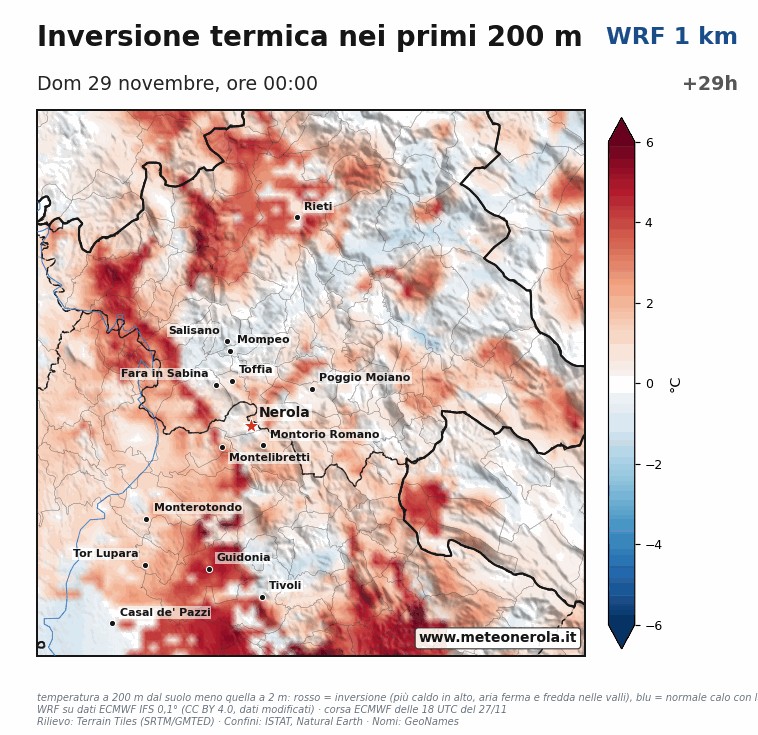 Inversione termica nei primi 200 m WRF 1 km
Dom 29 novembre, ore 00:00 +29h
Rieti
Salisano
Mompeo
Toffia
Fara in Sabina
Poggio Moiano
Nerola
Montorio Romano
Montelibretti
Monterotondo
Tor Lupara
Guidonia
Tivoli
Casal de' Pazzi
www.meteonerola.it
6
4
2
0
−2
−4
−6
°C
temperatura a 200 m dal suolo meno quella a 2 m: rosso = inversione (più caldo in alto, aria ferma e fredda nelle valli), blu = normale calo con l
WRF su dati ECMWF IFS 0,1° (CC BY 4.0, dati modificati) · corsa ECMWF delle 18 UTC del 27/11
Rilievo: Terrain Tiles (SRTM/GMTED) · Confini: ISTAT, Natural Earth · Nomi: GeoNames